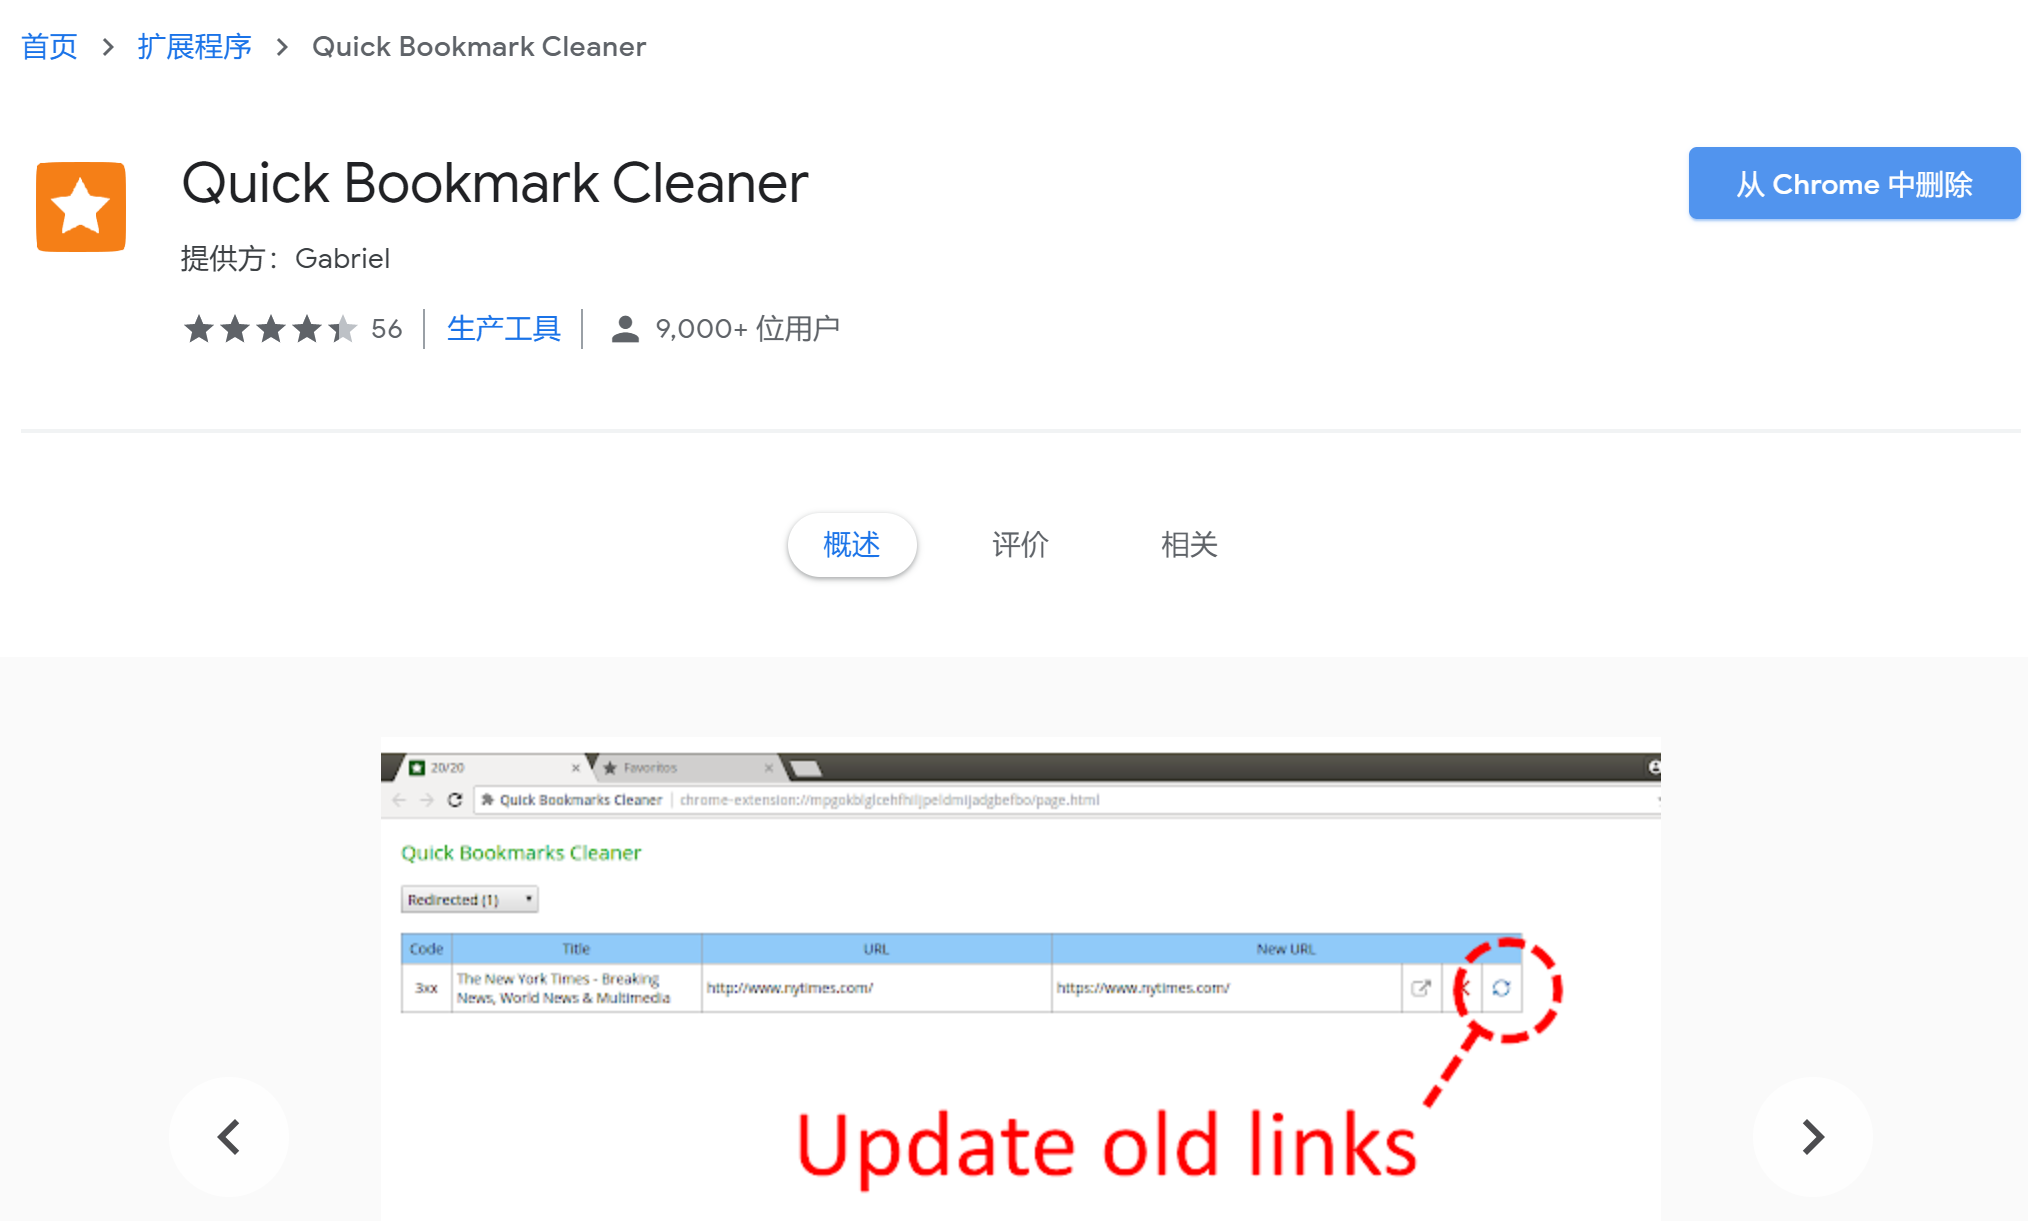 首页 > 扩展程序 > Quick Bookmark Cleaner
Quick Bookmark Cleaner
从 Chrome 中删除
提供方： Gabriel
56 生产工具 9,000+ 位用户
概述 评价 相关
20/20 × Favoritos ×
Quick Bookmarks Cleaner chrome-extension://mpgokblglcehfhiljpeldmijadgbefbo/page.html
Quick Bookmarks Cleaner
Redirected (1)
Code Title URL New URL
3xx The New York Times - Breaking News, World News & Multimedia http://www.nytimes.com/ https://www.nytimes.com/
Update old links